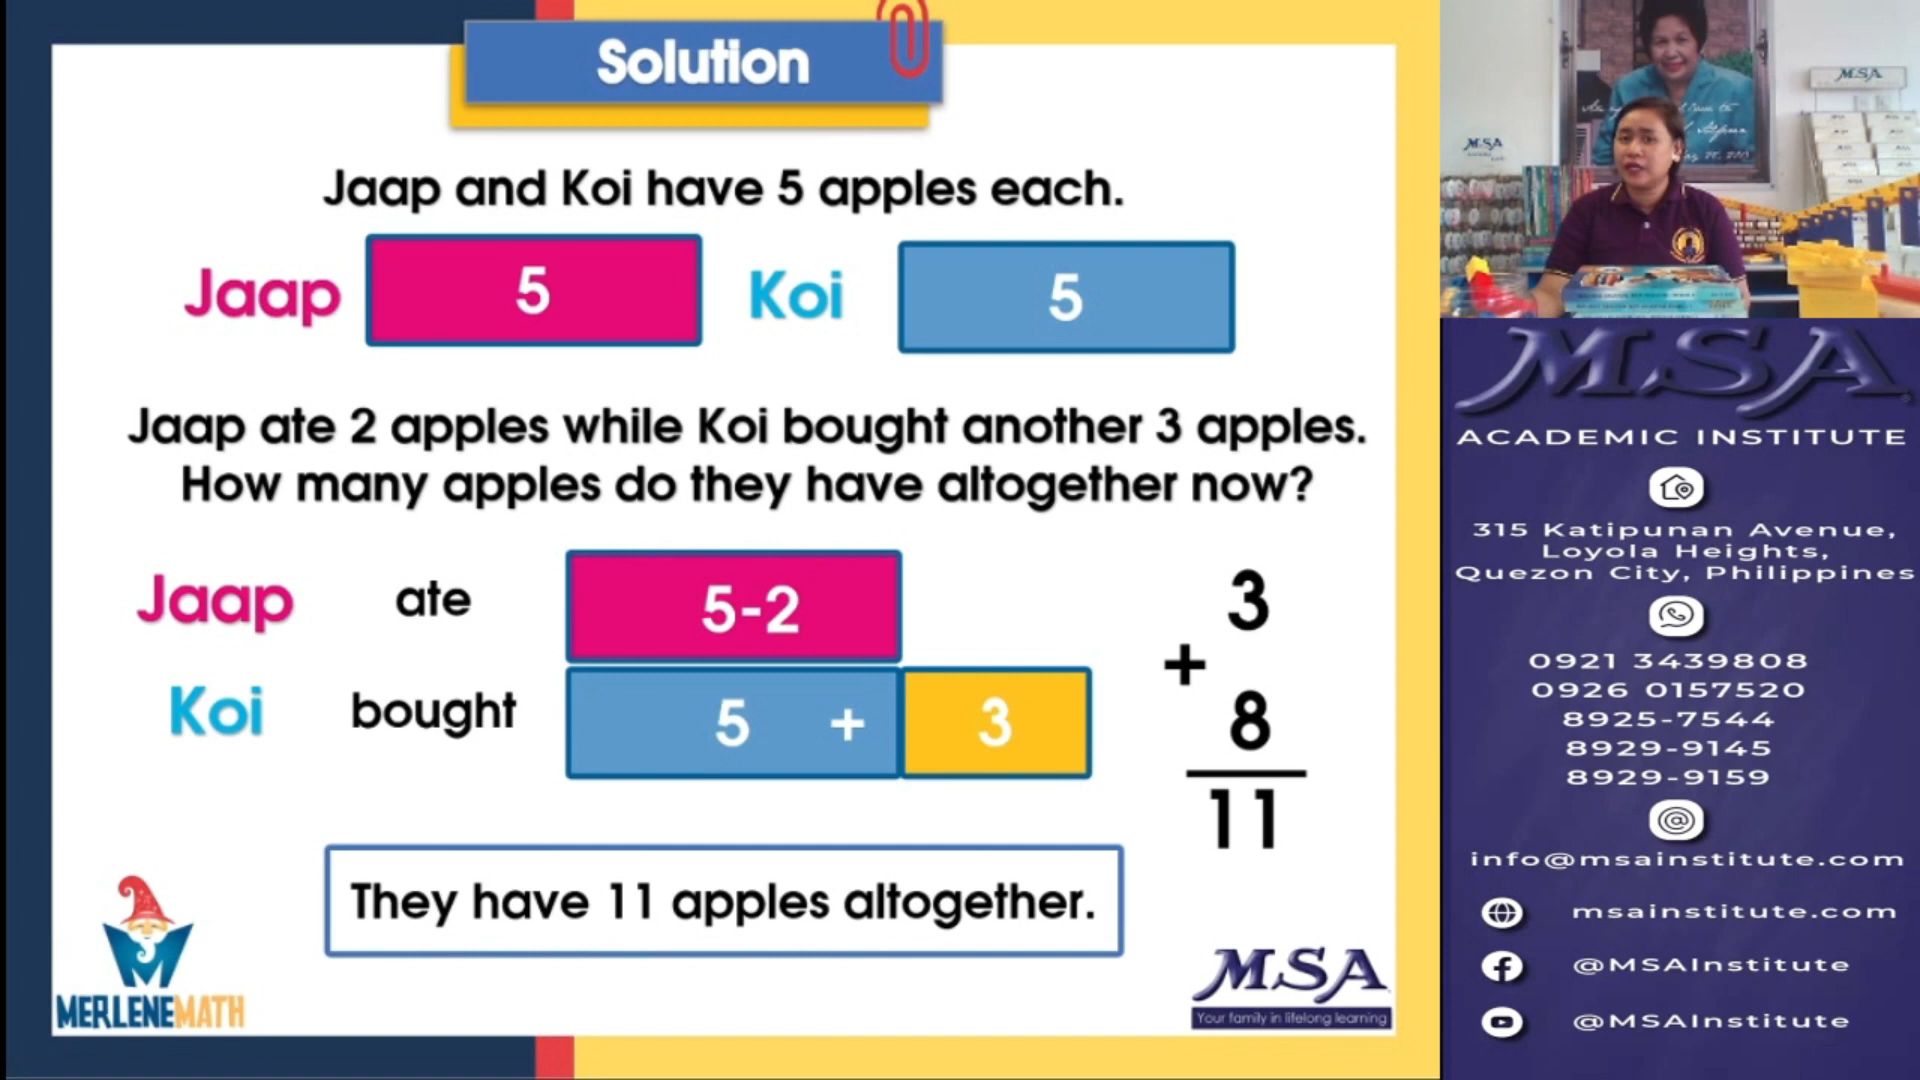 Solution
Jaap and Koi have 5 apples each.
Jaap 5 Koi 5
Jaap ate 2 apples while Koi bought another 3 apples.
How many apples do they have altogether now?
Jaap ate 5-2
Koi bought 5 + 3
3
+
8
11
They have 11 apples altogether.
MERLENEMATH
MSA
Your family in lifelong learning
MSA
MSA
MSA
ACADEMIC INSTITUTE
315 Katipunan Avenue,
Loyola Heights,
Quezon City, Philippines
0921 3439808
0926 0157520
8925-7544
8929-9145
8929-9159
info@msainstitute.com
msainstitute.com
@MSAInstitute
@MSAInstitute